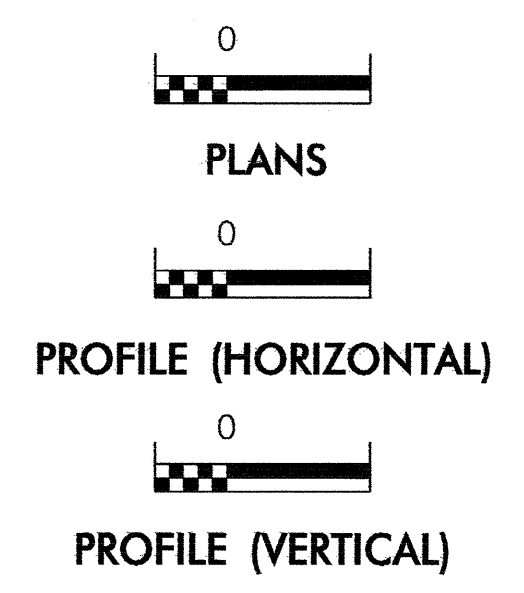 0
PLANS
0
PROFILE (HORIZONTAL)
0
PROFILE (VERTICAL)